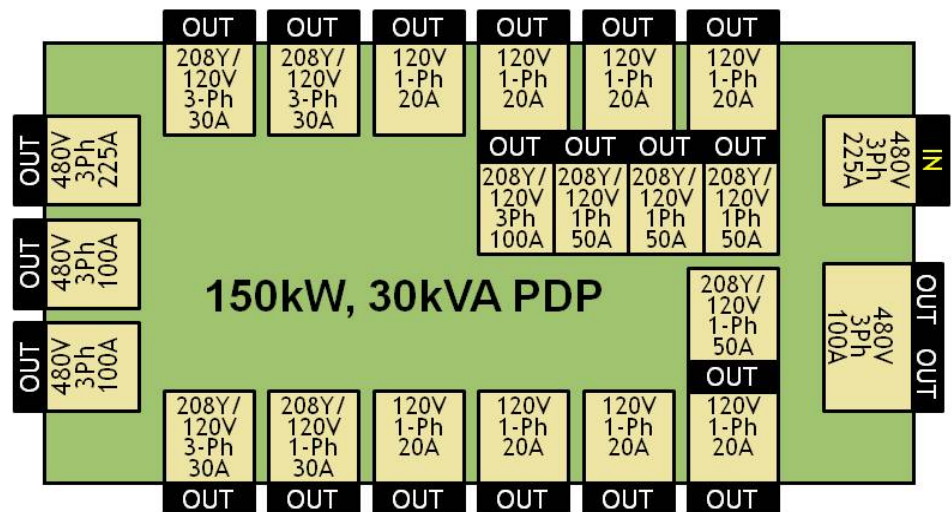 OUT
208Y/
120V
3-Ph
30A
OUT
208Y/
120V
3-Ph
30A
OUT
120V
1-Ph
20A
OUT
120V
1-Ph
20A
OUT
120V
1-Ph
20A
OUT
120V
1-Ph
20A
OUT
480V
3Ph
225A
OUT
208Y/
120V
3Ph
100A
OUT
208Y/
120V
1Ph
50A
OUT
208Y/
120V
1Ph
50A
OUT
208Y/
120V
1Ph
50A
IN
480V
3Ph
225A
OUT
480V
3Ph
100A
150kW, 30kVA PDP
208Y/
120V
1-Ph
50A
OUT
480V
3Ph
100A
OUT OUT
OUT
480V
3Ph
100A
208Y/
120V
3-Ph
30A
OUT
208Y/
120V
1-Ph
30A
OUT
120V
1-Ph
20A
OUT
120V
1-Ph
20A
OUT
120V
1-Ph
20A
OUT
120V
1-Ph
20A
OUT